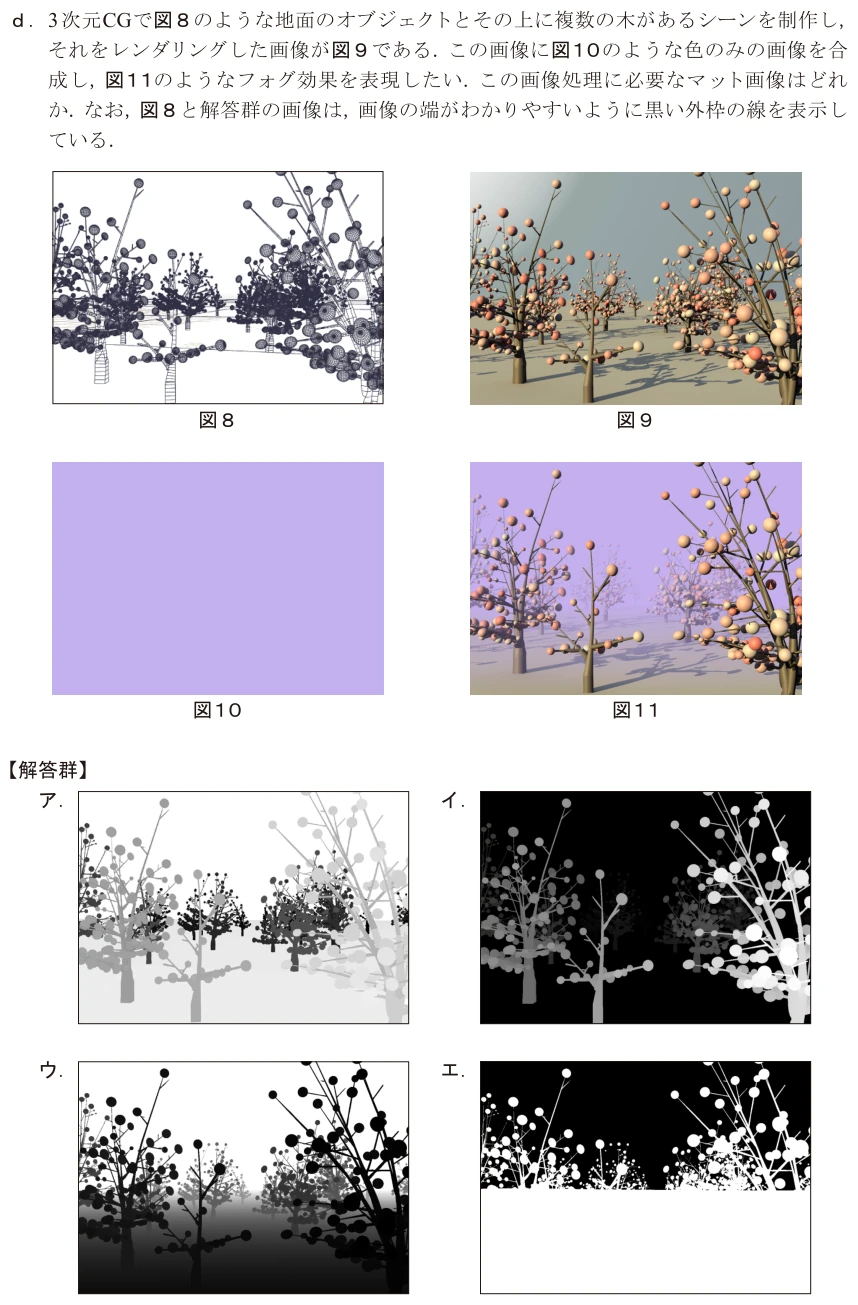 d．3次元CGで図8のような地面のオブジェクトとその上に複数の木があるシーンを制作し，
それをレンダリングした画像が図9である．この画像に図10のような色のみの画像を合
成し，図11のようなフォグ効果を表現したい．この画像処理に必要なマット画像はどれ
か．なお，図8と解答群の画像は，画像の端がわかりやすいように黒い外枠の線を表示し
ている．
図8
図9
図10
図11
【解答群】
ア．
イ．
ウ．
エ．